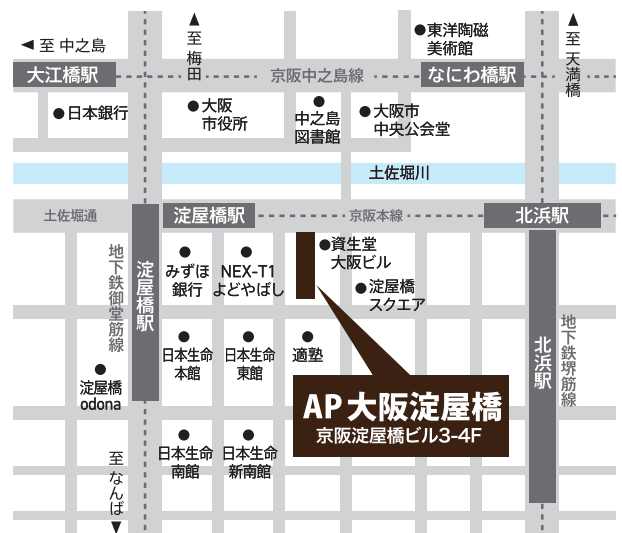 至 梅田
東洋陶磁
美術館
至 天満橋
至 中之島
大江橋駅
京阪中之島線
なにわ橋駅
日本銀行
大阪
市役所
中之島
図書館
大阪市
中央公会堂
土佐堀川
土佐堀通
淀屋橋駅
京阪本線
北浜駅
地下鉄御堂筋線
淀屋橋駅
みずほ
銀行
NEX-T1
よどやばし
資生堂
大阪ビル
淀屋橋
スクエア
日本生命
本館
日本生命
東館
適塾
北浜駅
地下鉄堺筋線
淀屋橋
odona
AP 大阪淀屋橋
京阪淀屋橋ビル3-4F
日本生命
南館
日本生命
新南館
至 なんば